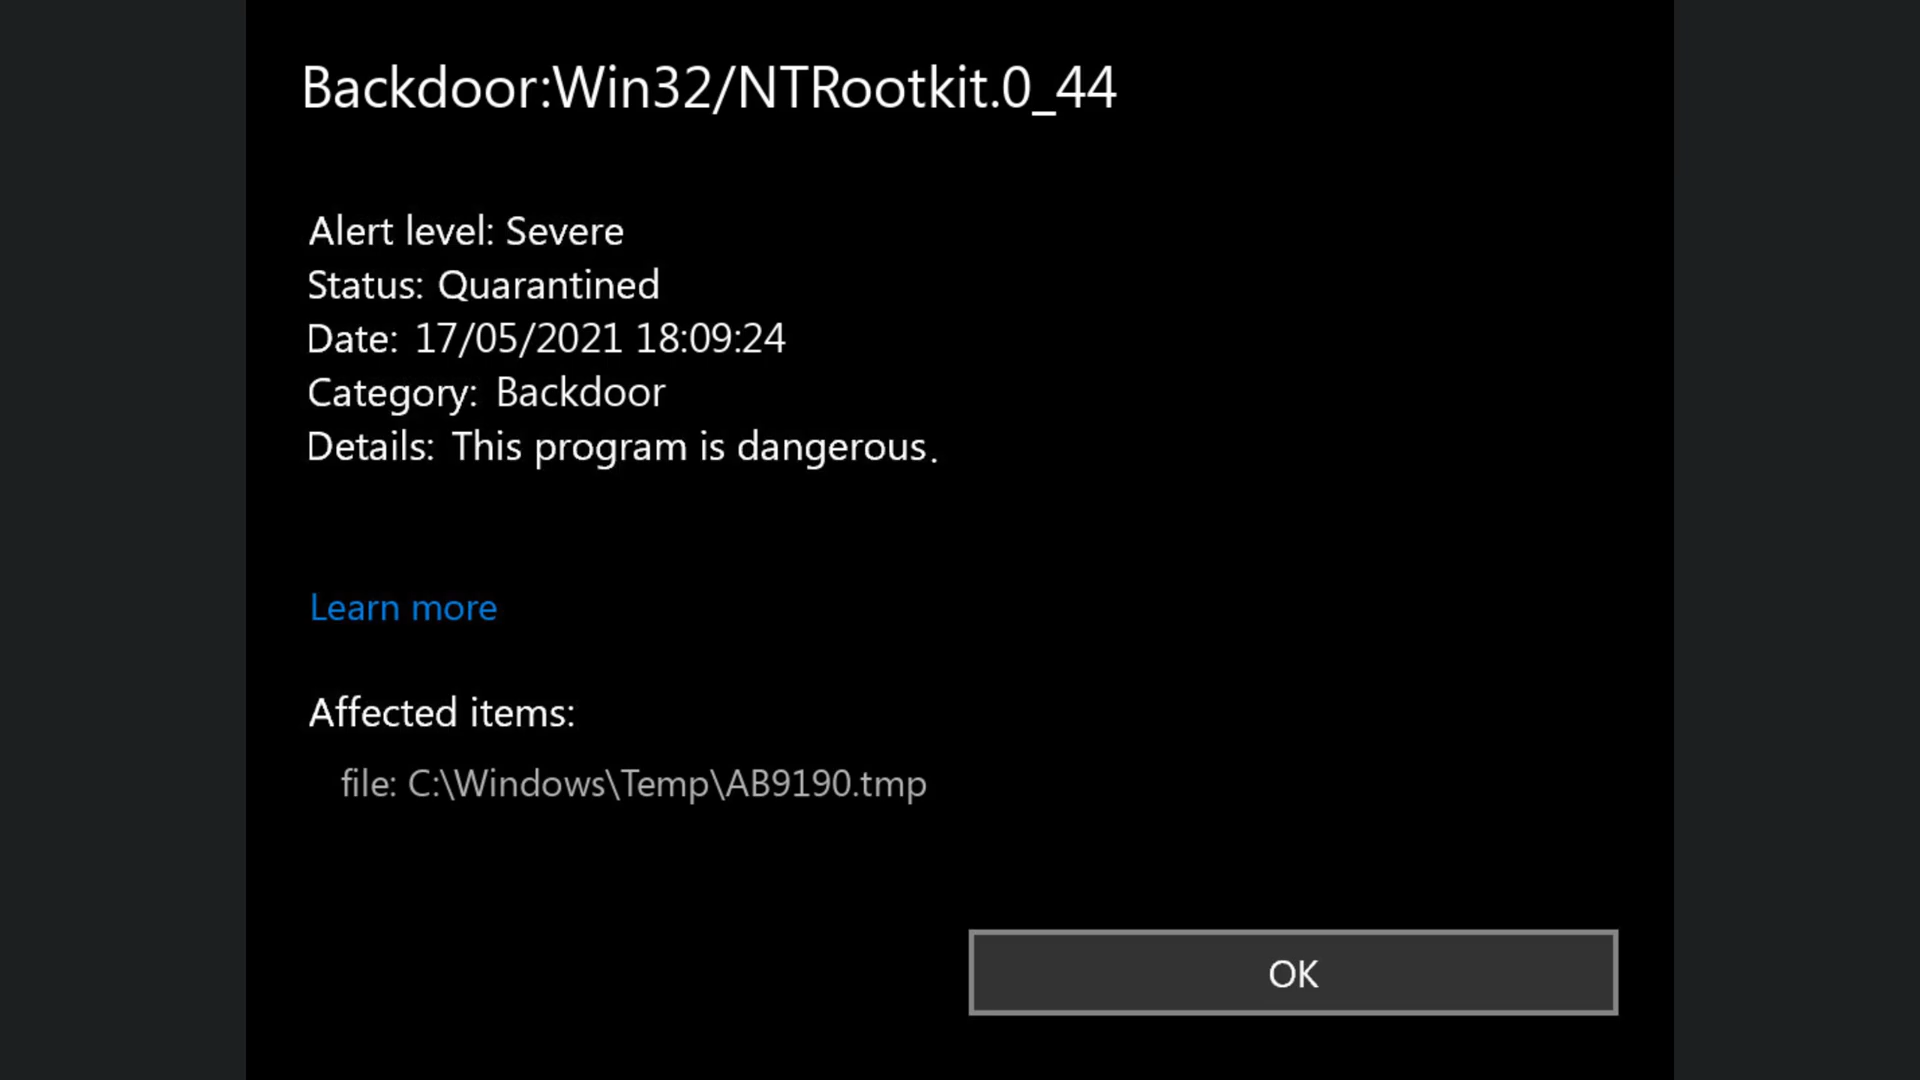 Backdoor:Win32/NTRootkit.0_44
Alert level: Severe
Status: Quarantined
Date: 17/05/2021 18:09:24
Category: Backdoor
Details: This program is dangerous.
Learn more
Affected items:
file: C:\Windows\Temp\AB9190.tmp
OK